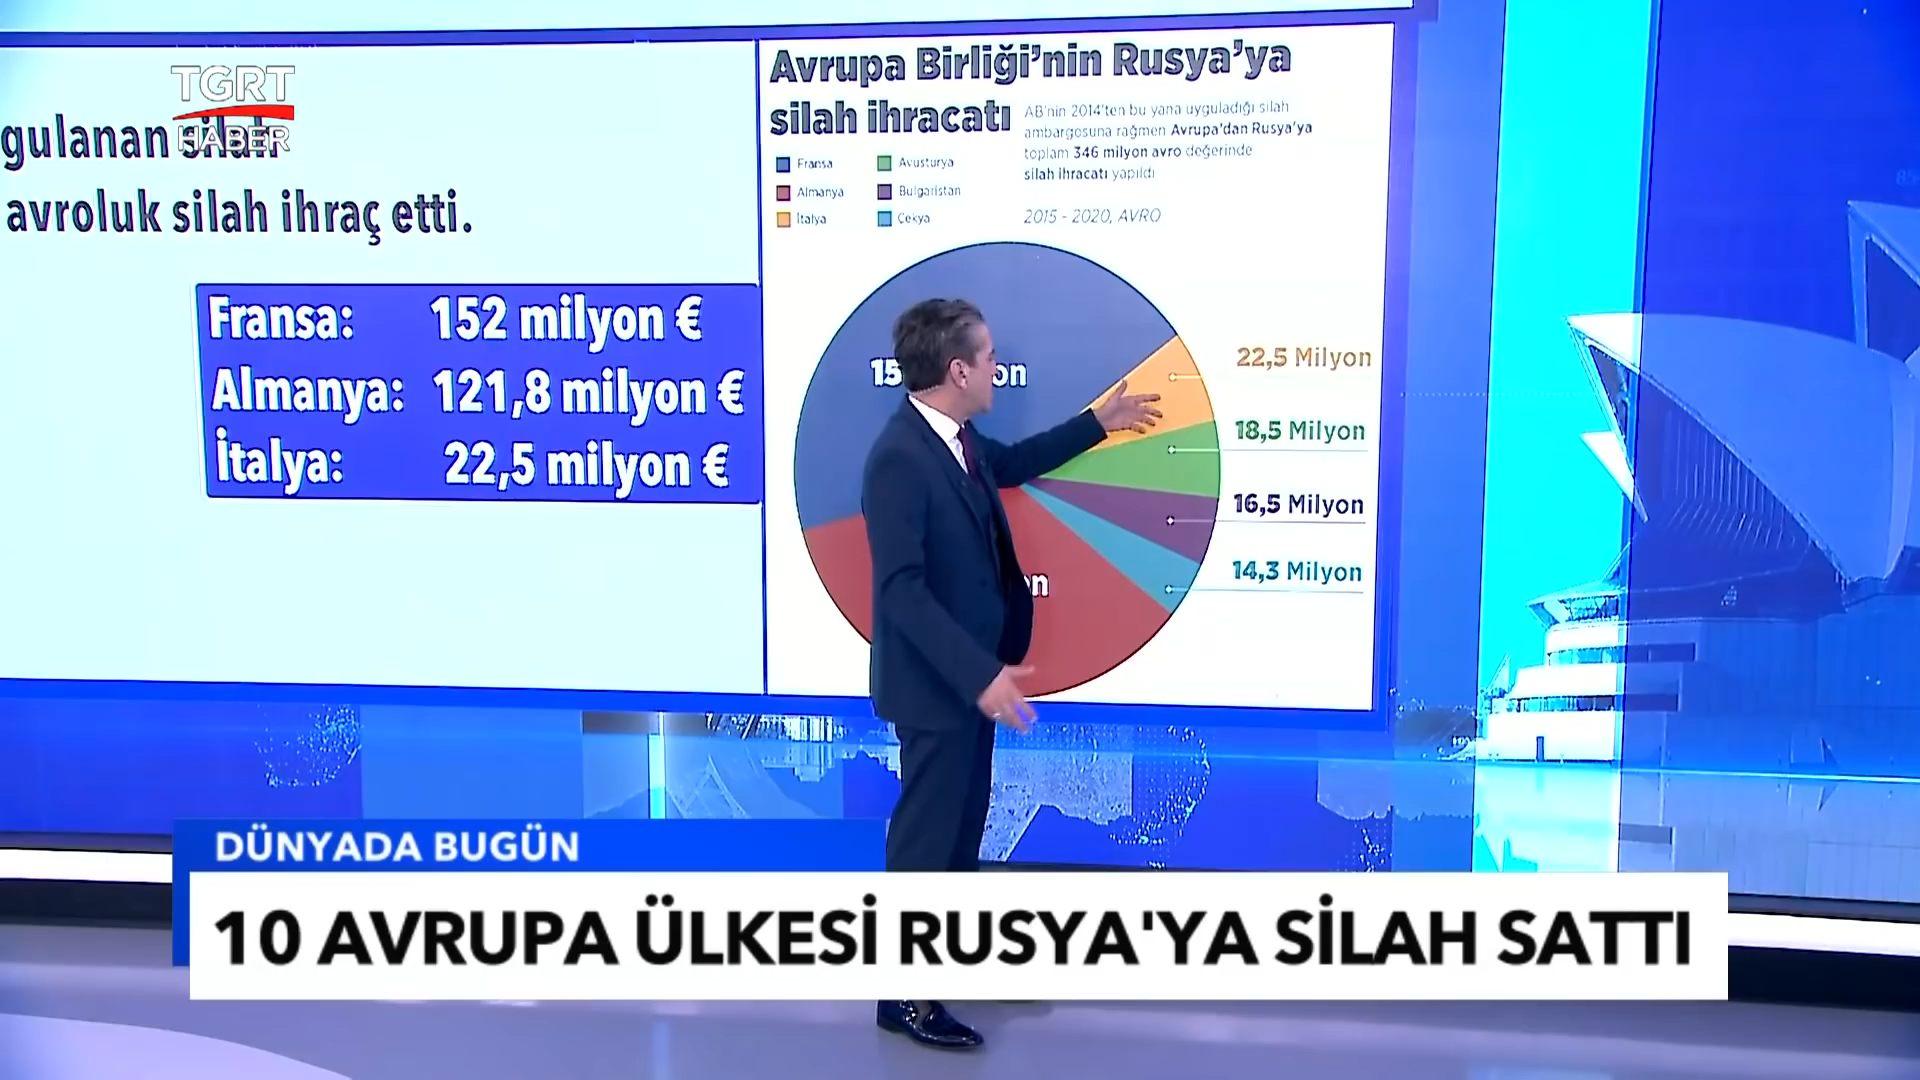 TGRT
HABER
gulanan silah
avroluk silah ihraç etti.
Fransa: 152 milyon €
Almanya: 121,8 milyon €
İtalya: 22,5 milyon €
Avrupa Birliği'nin Rusya'ya
silah ihracatı
AB'nin 2014'ten bu yana uyguladığı silah
ambargosuna rağmen Avrupa'dan Rusya'ya
toplam 346 milyon avro değerinde
silah ihracatı yapıldı
2015 - 2020, AVRO
Fransa
Almanya
İtalya
Avusturya
Bulgaristan
Çekya
15 on
n
22,5 Milyon
18,5 Milyon
16,5 Milyon
14,3 Milyon
DÜNYADA BUGÜN
10 AVRUPA ÜLKESİ RUSYA'YA SİLAH SATTI